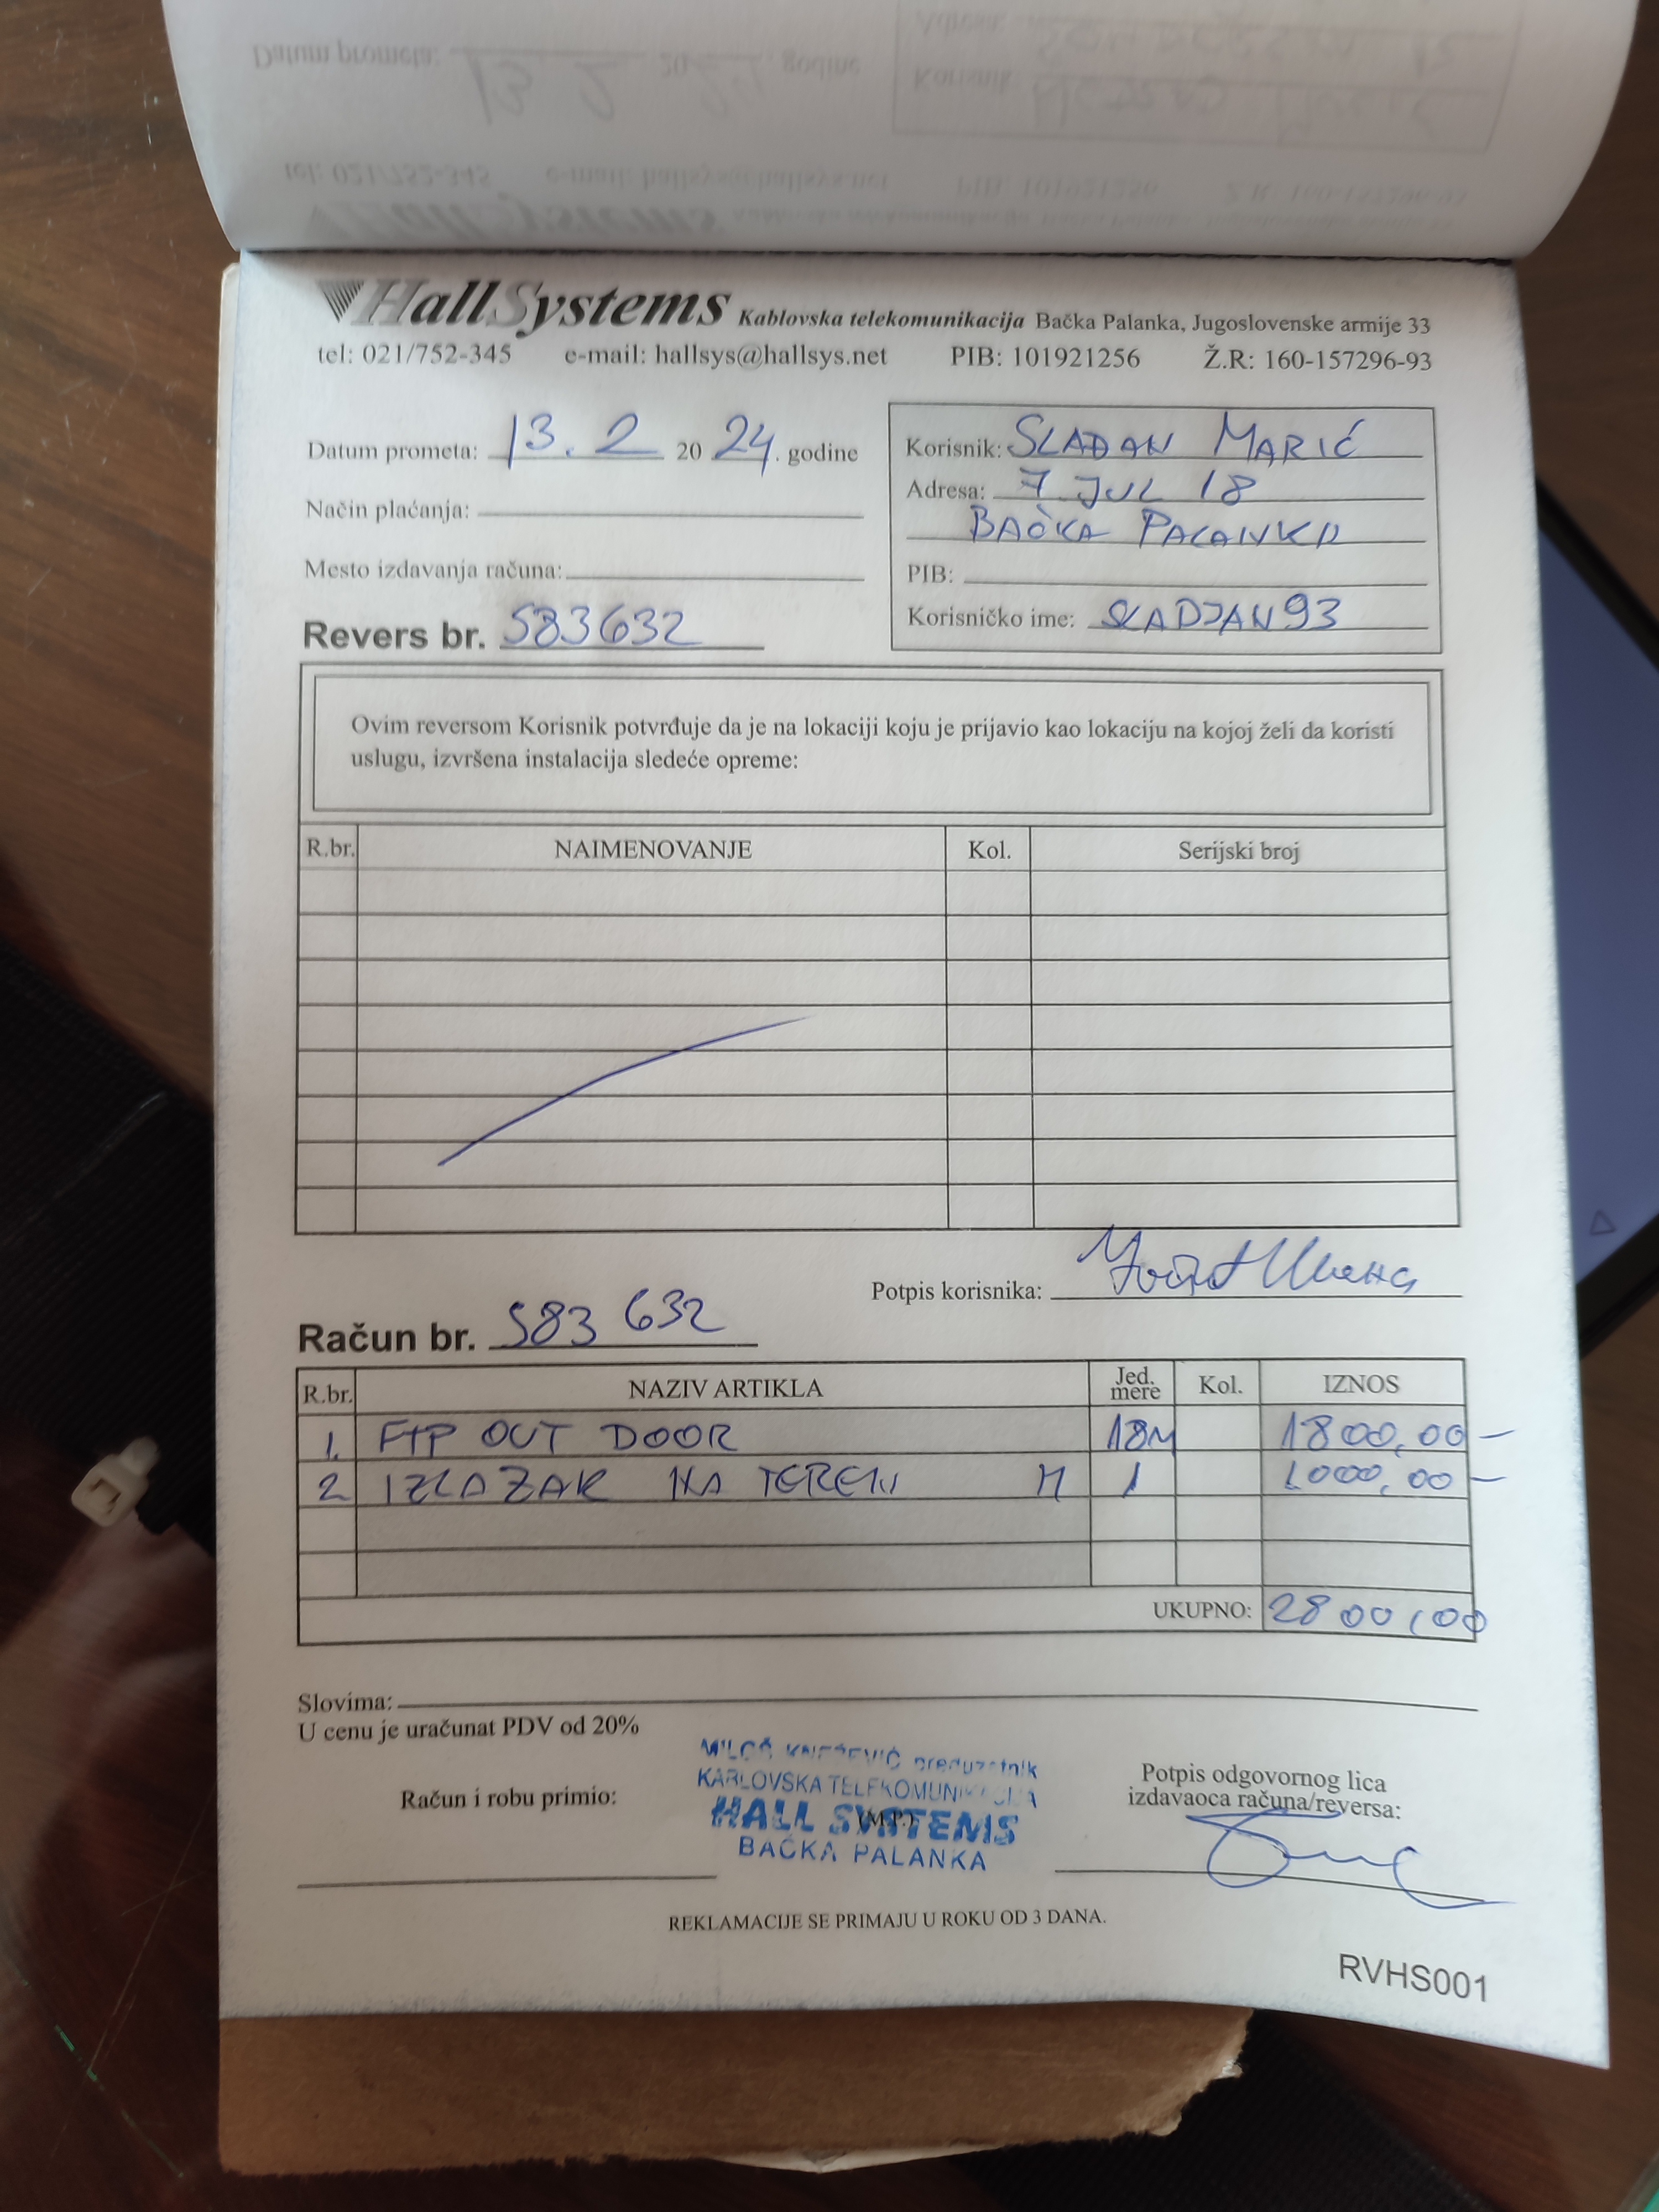 HallSystems Kablovska telekomunikacija Bačka Palanka, Jugoslovenske armije 33
tel: 021/752-345 e-mail: hallsys@hallsys.net PIB: 101921256 Ž.R: 160-157296-93
Datum prometa: 13. 2 20 24. godine
Način plaćanja:
Mesto izdavanja računa:
Revers br. 583632
Korisnik: SLAĐAN MARIĆ
Adresa: 7 JUL 18
BAČKA PALANKA
PIB:
Korisničko ime: SLADJAN93
Ovim reversom Korisnik potvrđuje da je na lokaciji koju je prijavio kao lokaciju na kojoj želi da koristi
uslugu, izvršena instalacija sledeće opreme:
R.br. NAIMENOVANJE Kol. Serijski broj
Potpis korisnika:
Račun br. 583 632
R.br. NAZIV ARTIKLA Jed. mere Kol. IZNOS
1. FTP OUT DOOR 18M 1800,00 -
2 IZLAZAK NA TEREN M 1 1000,00 -
UKUPNO: 2800,00
Slovima:
U cenu je uračunat PDV od 20%
Račun i robu primio:
MILOŠ KNEŽEVIĆ preduzetnik
KABLOVSKA TELEKOMUNIKACIJA
HALL SYSTEMS
(M.P.)
BAČKA PALANKA
Potpis odgovornog lica
izdavaoca računa/reversa:
REKLAMACIJE SE PRIMAJU U ROKU OD 3 DANA.
RVHS001